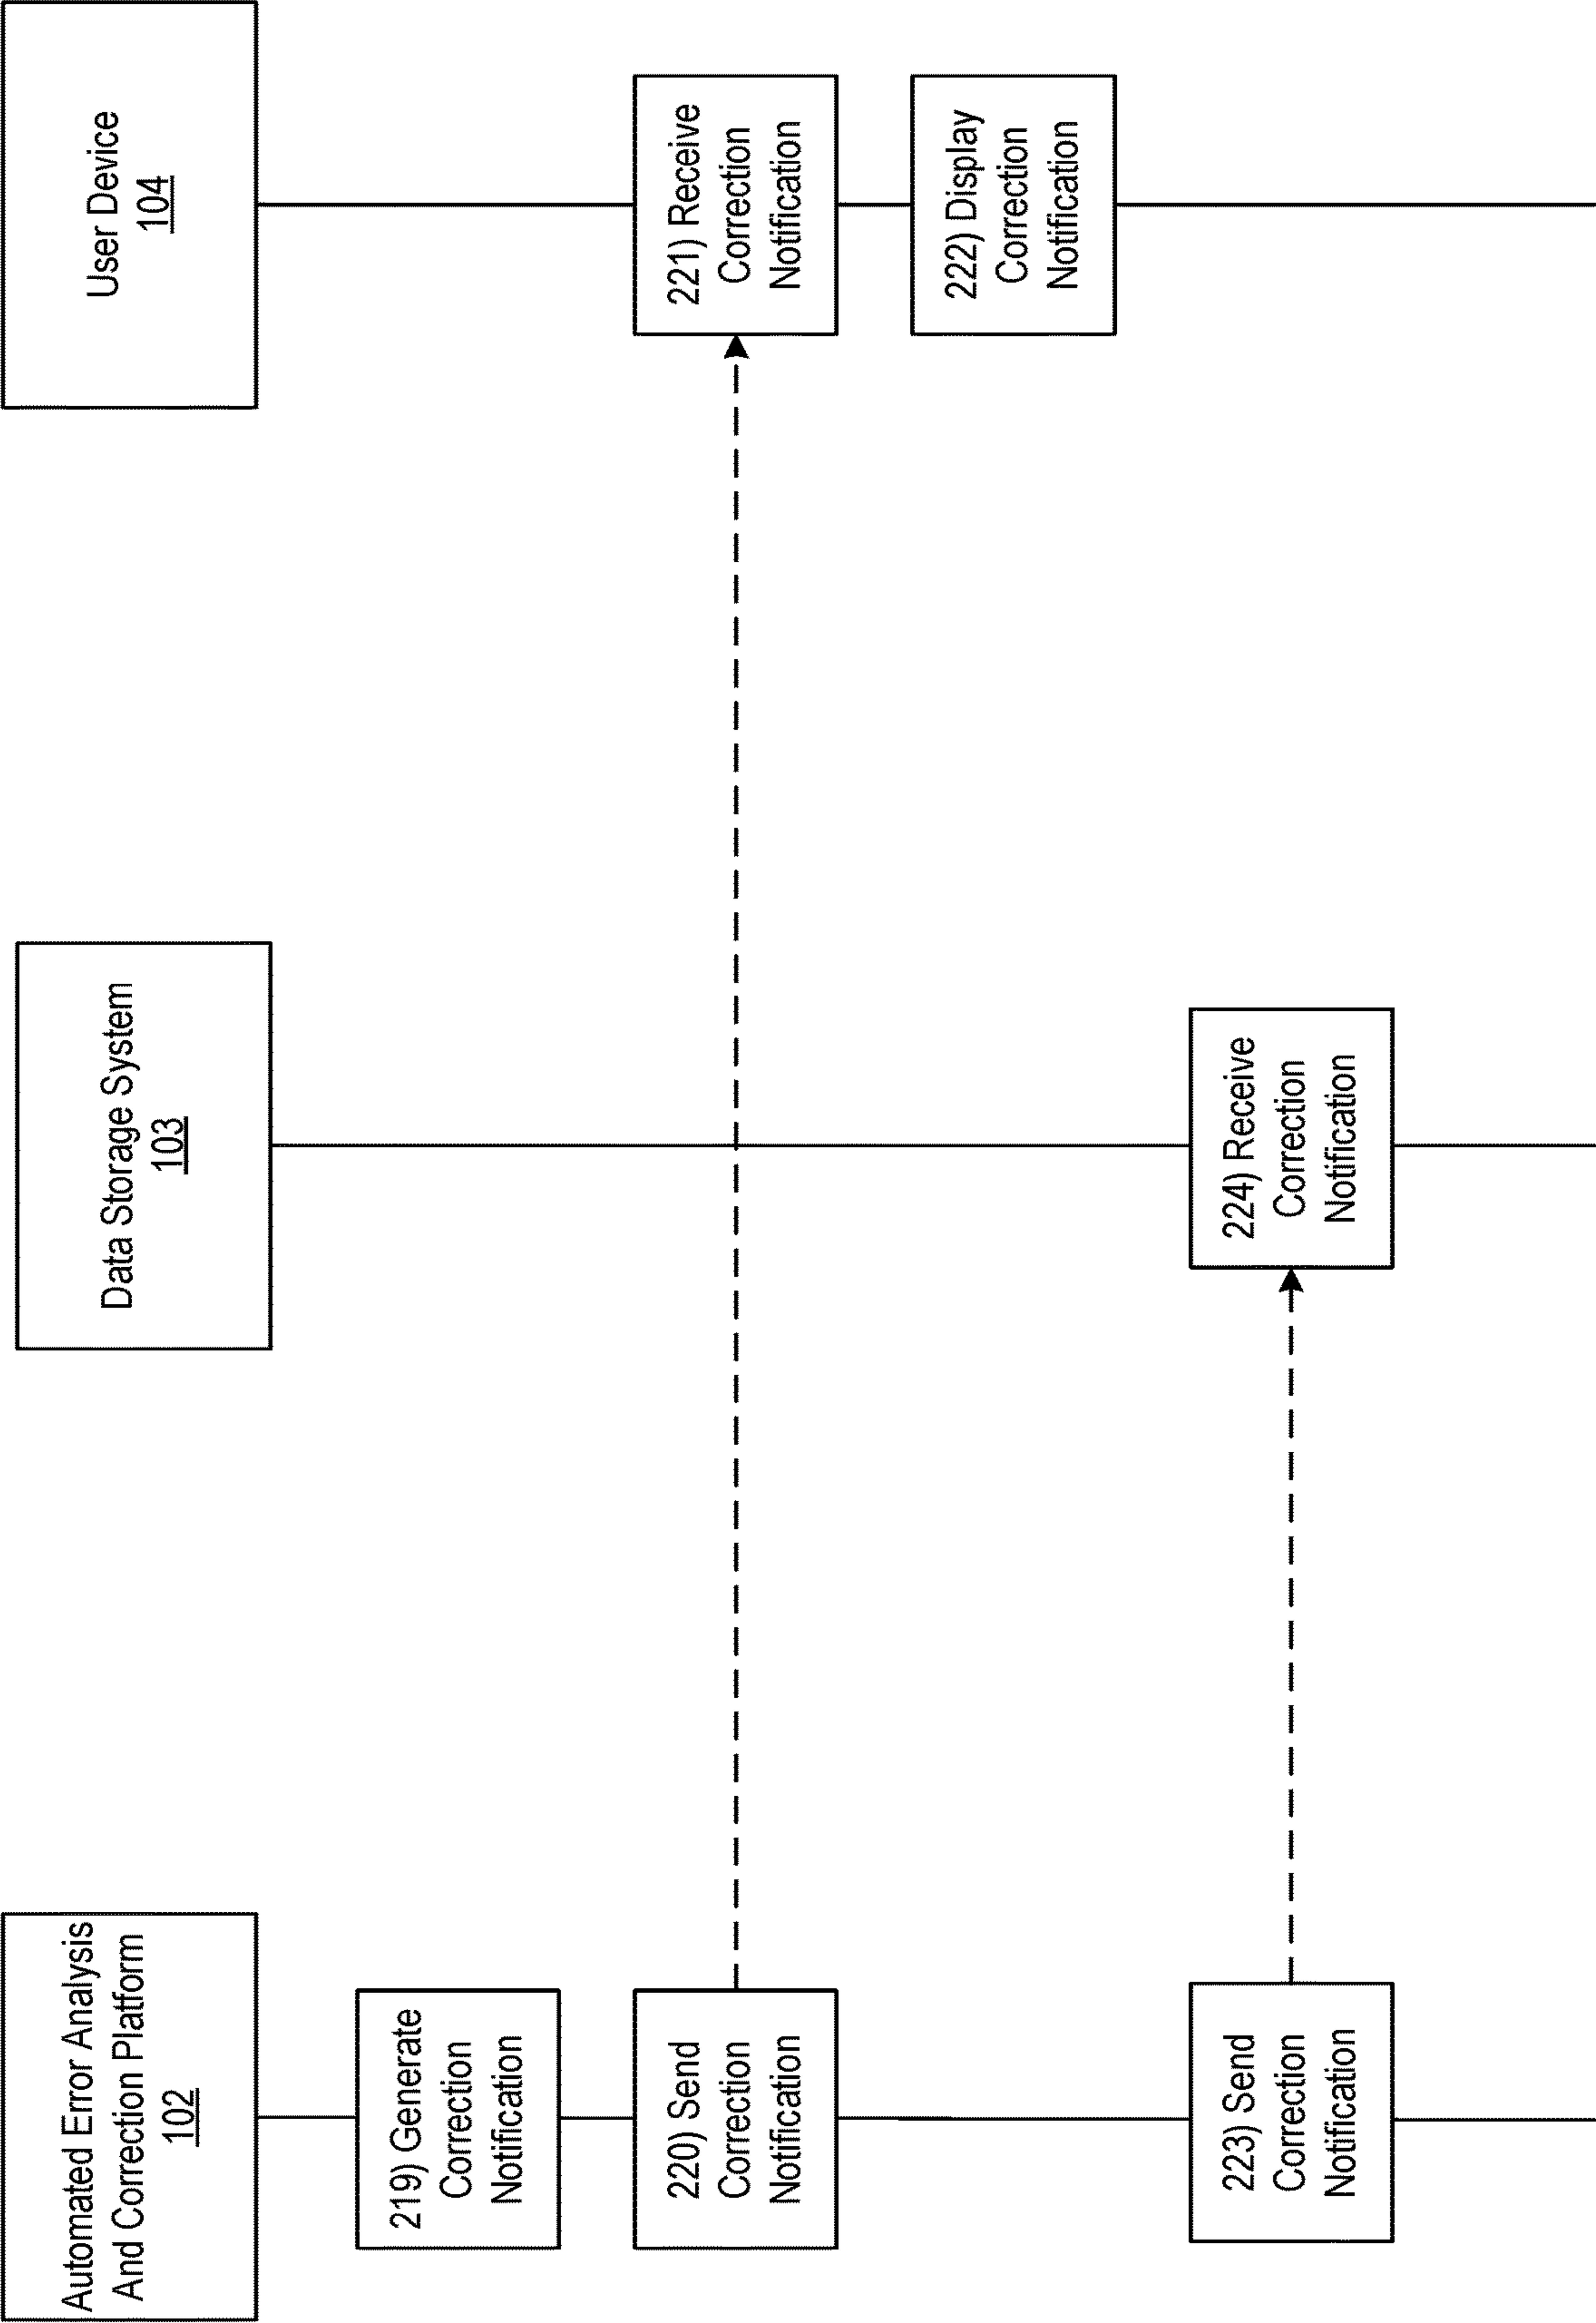 Automated Error Analysis
And Correction Platform
102
Data Storage System
103
User Device
104
219) Generate
Correction
Notification
220) Send
Correction
Notification
221) Receive
Correction
Notification
222) Display
Correction
Notification
223) Send
Correction
Notification
224) Receive
Correction
Notification